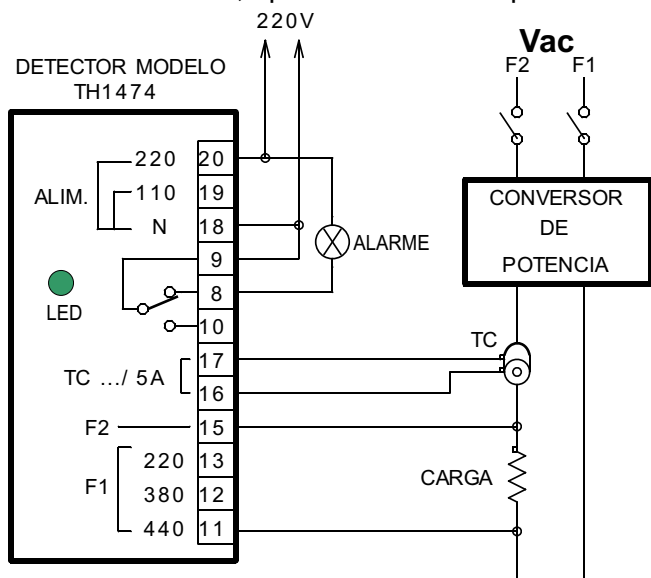 220V
Vac
F2 F1
DETECTOR MODELO
TH1474
220 20
ALIM. 110 19
N 18
9
8
10
LED
ALARME
CONVERSOR
DE
POTENCIA
TC
17
TC .../ 5A
16
F2 15
220 13
F1 380 12
440 11
CARGA